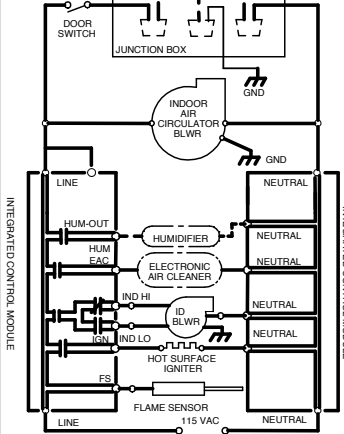 DOOR
SWITCH
JUNCTION BOX
GND
INDOOR
AIR
CIRCULATOR
BLWR
GND
LINE
NEUTRAL
HUM-OUT
HUMIDIFIER
NEUTRAL
HUM
EAC
ELECTRONIC
AIR CLEANER
NEUTRAL
IND HI
ID
BLWR
NEUTRAL
IGN
IND LO
NEUTRAL
HOT SURFACE
IGNITER
FS
FLAME SENSOR
LINE
115 VAC
NEUTRAL
INTEGRATED CONTROL MODULE